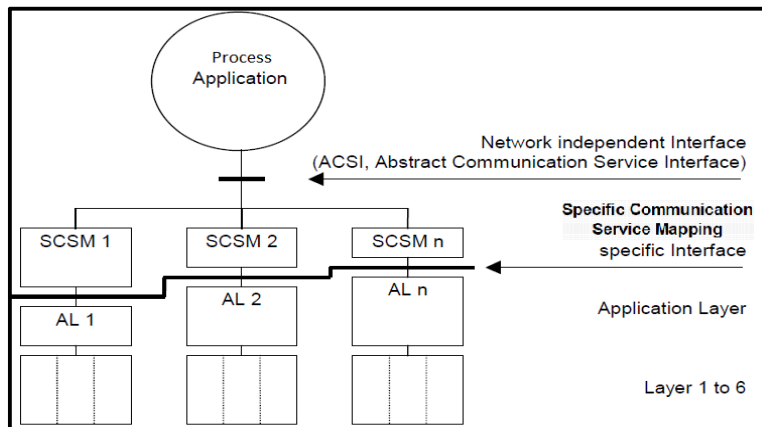 Process
Application
Network independent Interface
(ACSI, Abstract Communication Service Interface)
Specific Communication
Service Mapping
specific Interface
SCSM 1
SCSM 2
SCSM n
AL 1
AL 2
AL n
Application Layer
Layer 1 to 6